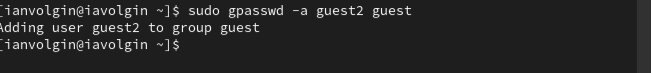 [ianvolgin@iavolgin ~]$ sudo gpasswd -a guest2 guest
Adding user guest2 to group guest
[ianvolgin@iavolgin ~]$